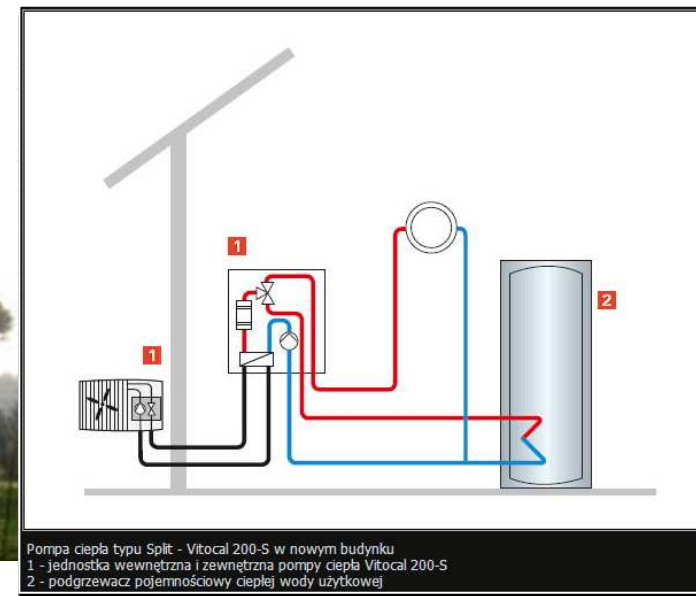 1
1
2
Pompa ciepła typu Split - Vitocal 200-S w nowym budynku
1 - jednostka wewnętrzna i zewnętrzna pompy ciepła Vitocal 200-S
2 - podgrzewacz pojemnościowy ciepłej wody użytkowej